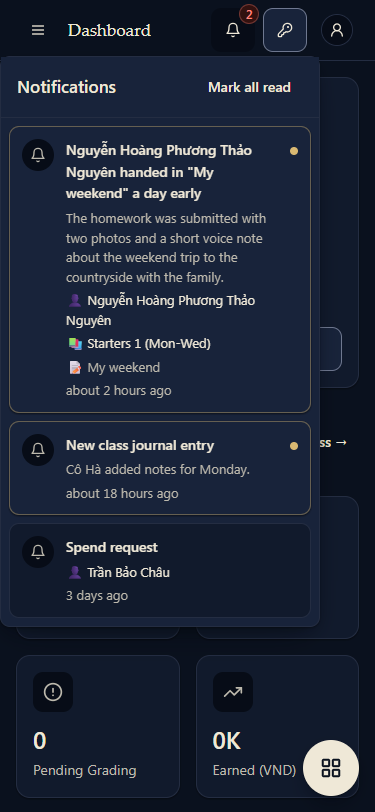 Dashboard
2
Notifications
Mark all read
Nguyễn Hoàng Phương Thảo
Nguyên handed in "My
weekend" a day early
The homework was submitted with
two photos and a short voice note
about the weekend trip to the
countryside with the family.
Nguyễn Hoàng Phương Thảo
Nguyên
Starters 1 (Mon-Wed)
My weekend
about 2 hours ago
New class journal entry
Cô Hà added notes for Monday.
about 18 hours ago
ss →
Spend request
Trần Bảo Châu
3 days ago
0
Pending Grading
0K
Earned (VND)